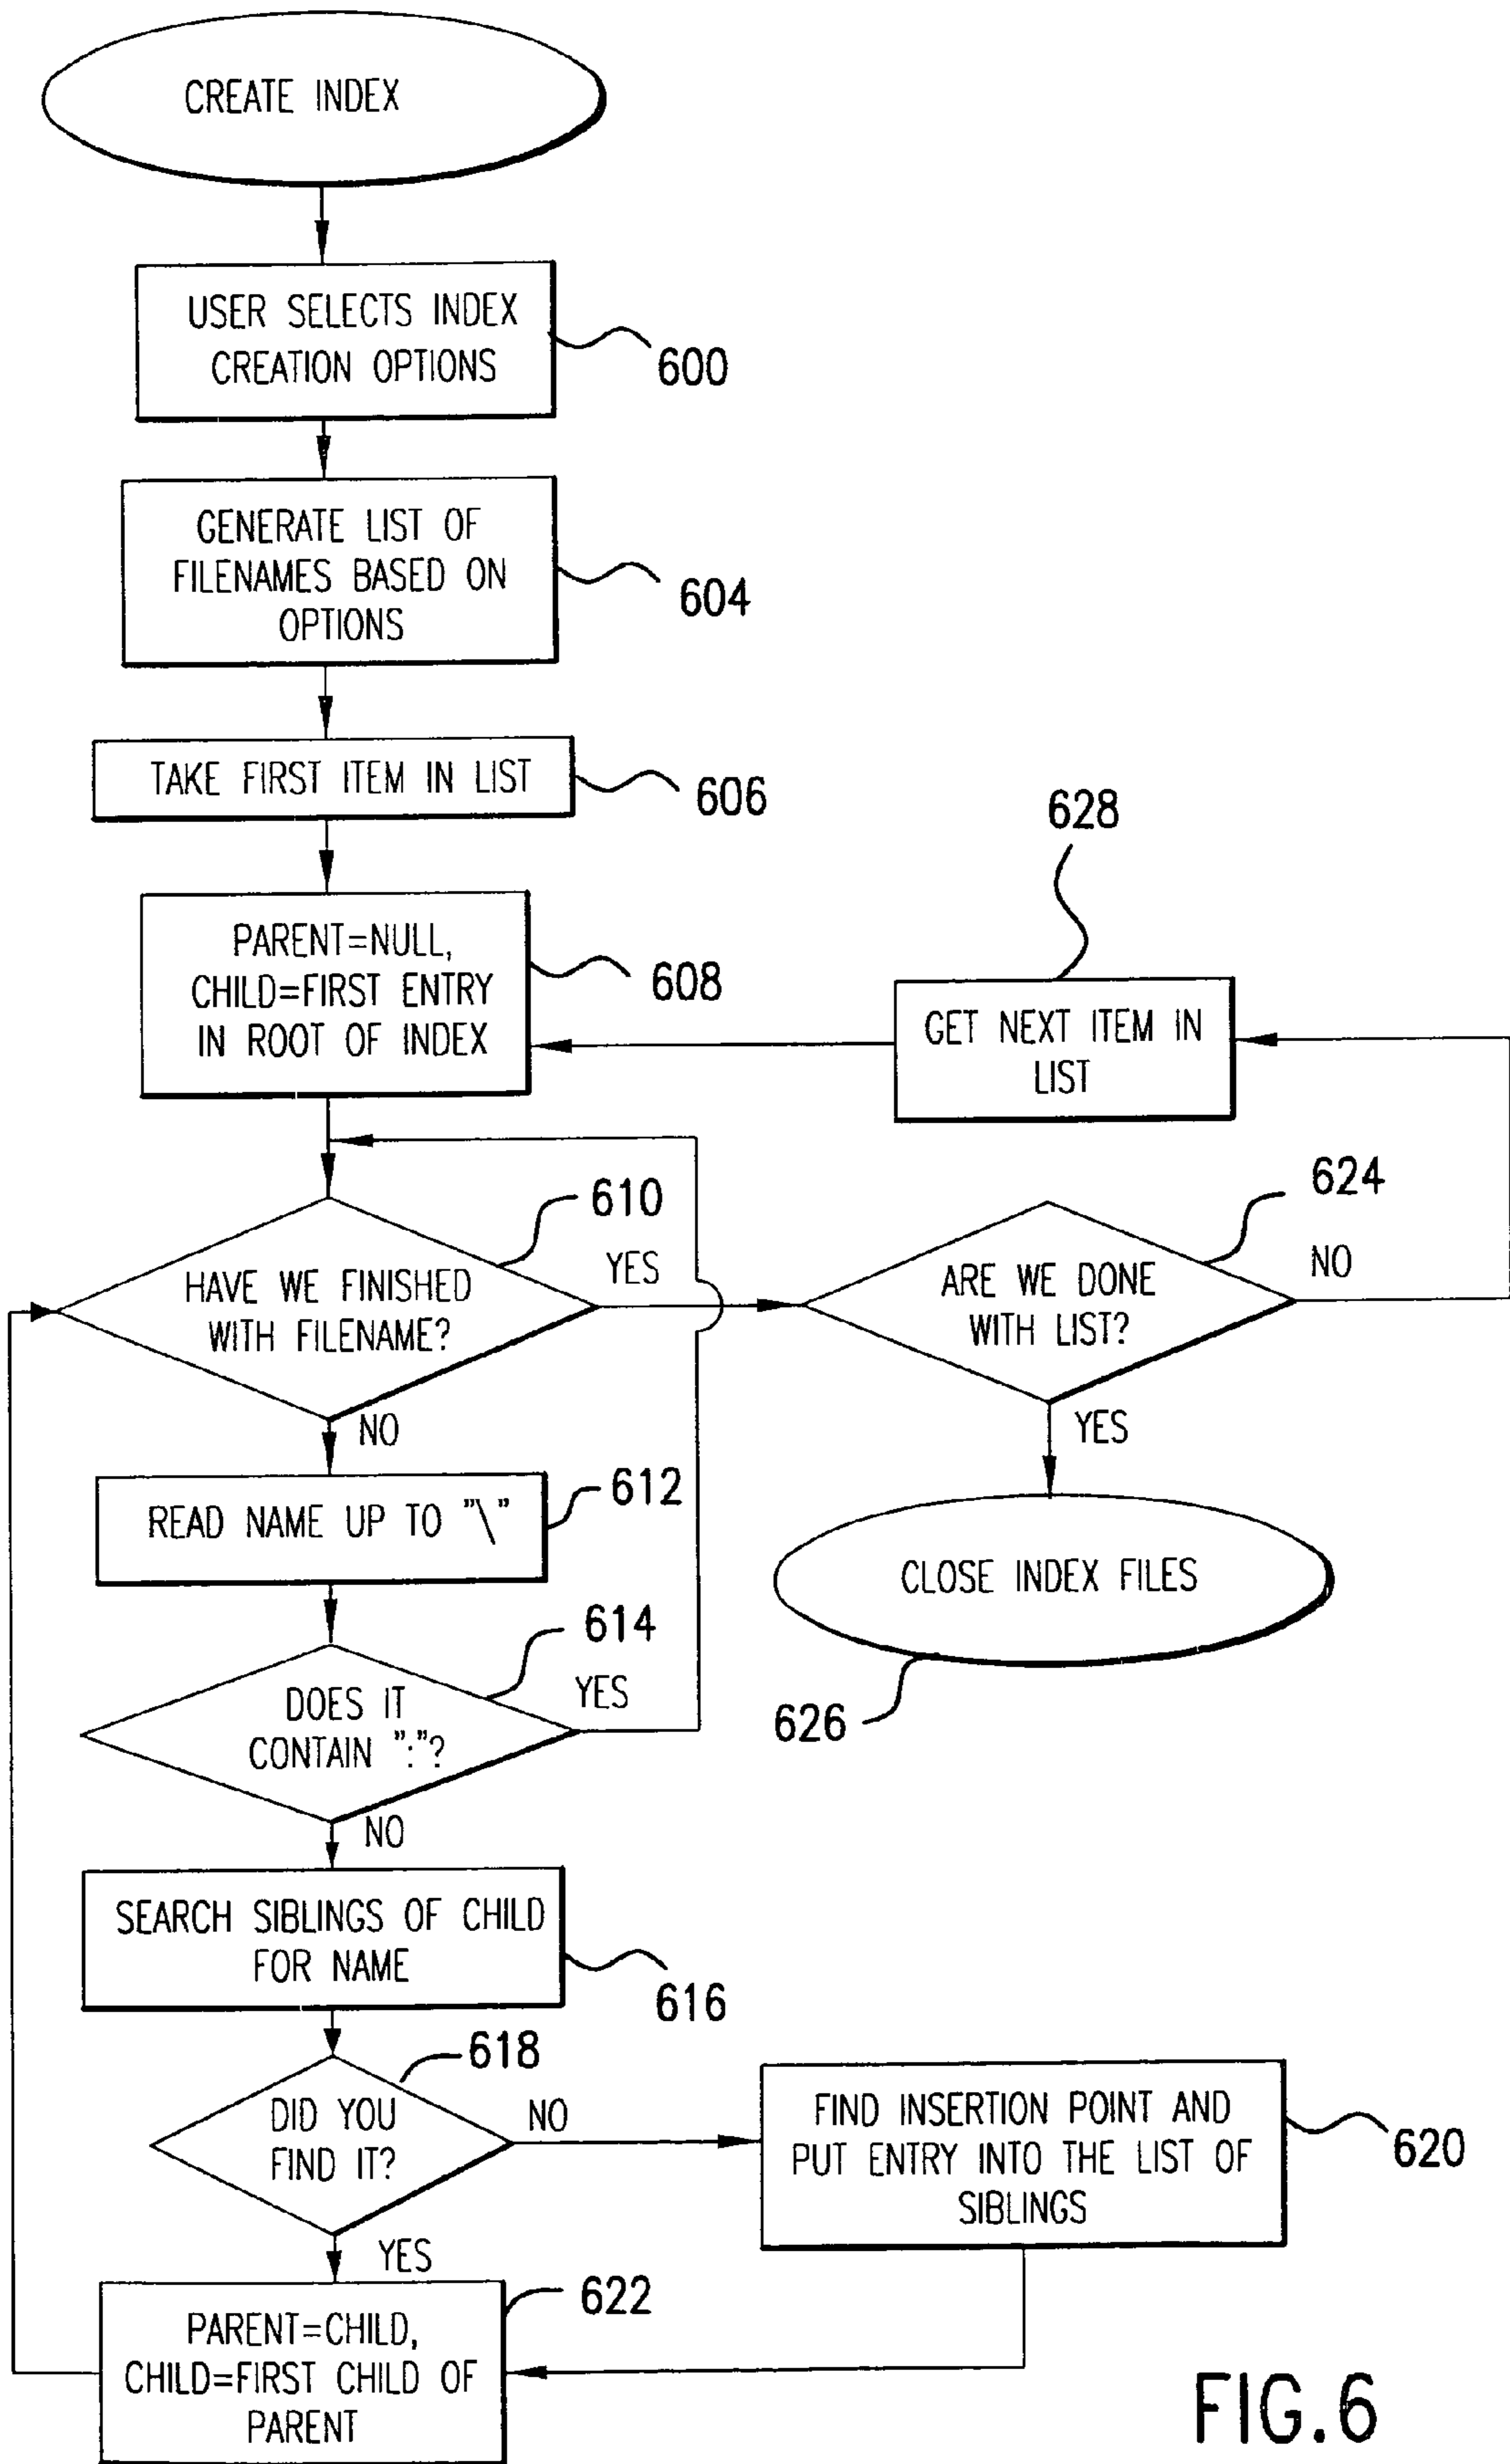 CREATE INDEX
USER SELECTS INDEX
CREATION OPTIONS
600
GENERATE LIST OF
FILENAMES BASED ON
OPTIONS
604
TAKE FIRST ITEM IN LIST
606
PARENT=NULL,
CHILD=FIRST ENTRY
IN ROOT OF INDEX
608
628
GET NEXT ITEM IN
LIST
610
HAVE WE FINISHED
WITH FILENAME?
YES
NO
624
ARE WE DONE
WITH LIST?
NO
YES
READ NAME UP TO "\"
612
CLOSE INDEX FILES
626
614
DOES IT
CONTAIN ":"?
YES
NO
SEARCH SIBLINGS OF CHILD
FOR NAME
616
618
DID YOU
FIND IT?
NO
YES
FIND INSERTION POINT AND
PUT ENTRY INTO THE LIST OF
SIBLINGS
620
622
PARENT=CHILD,
CHILD=FIRST CHILD OF
PARENT
FIG.6